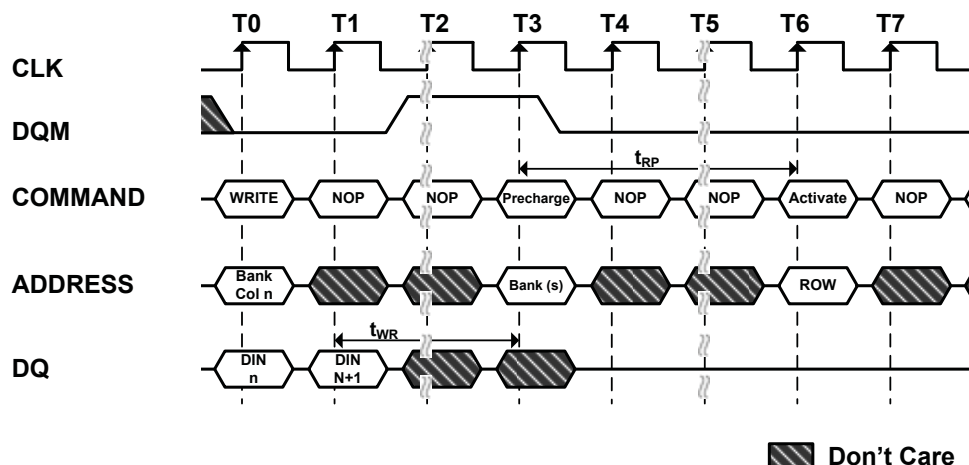 T0 T1 T2 T3 T4 T5 T6 T7
CLK
DQM
tRP
COMMAND WRITE NOP NOP Precharge NOP NOP Activate NOP
ADDRESS Bank Col n Bank (s) ROW
tWR
DQ DIN n DIN N+1
Don't Care